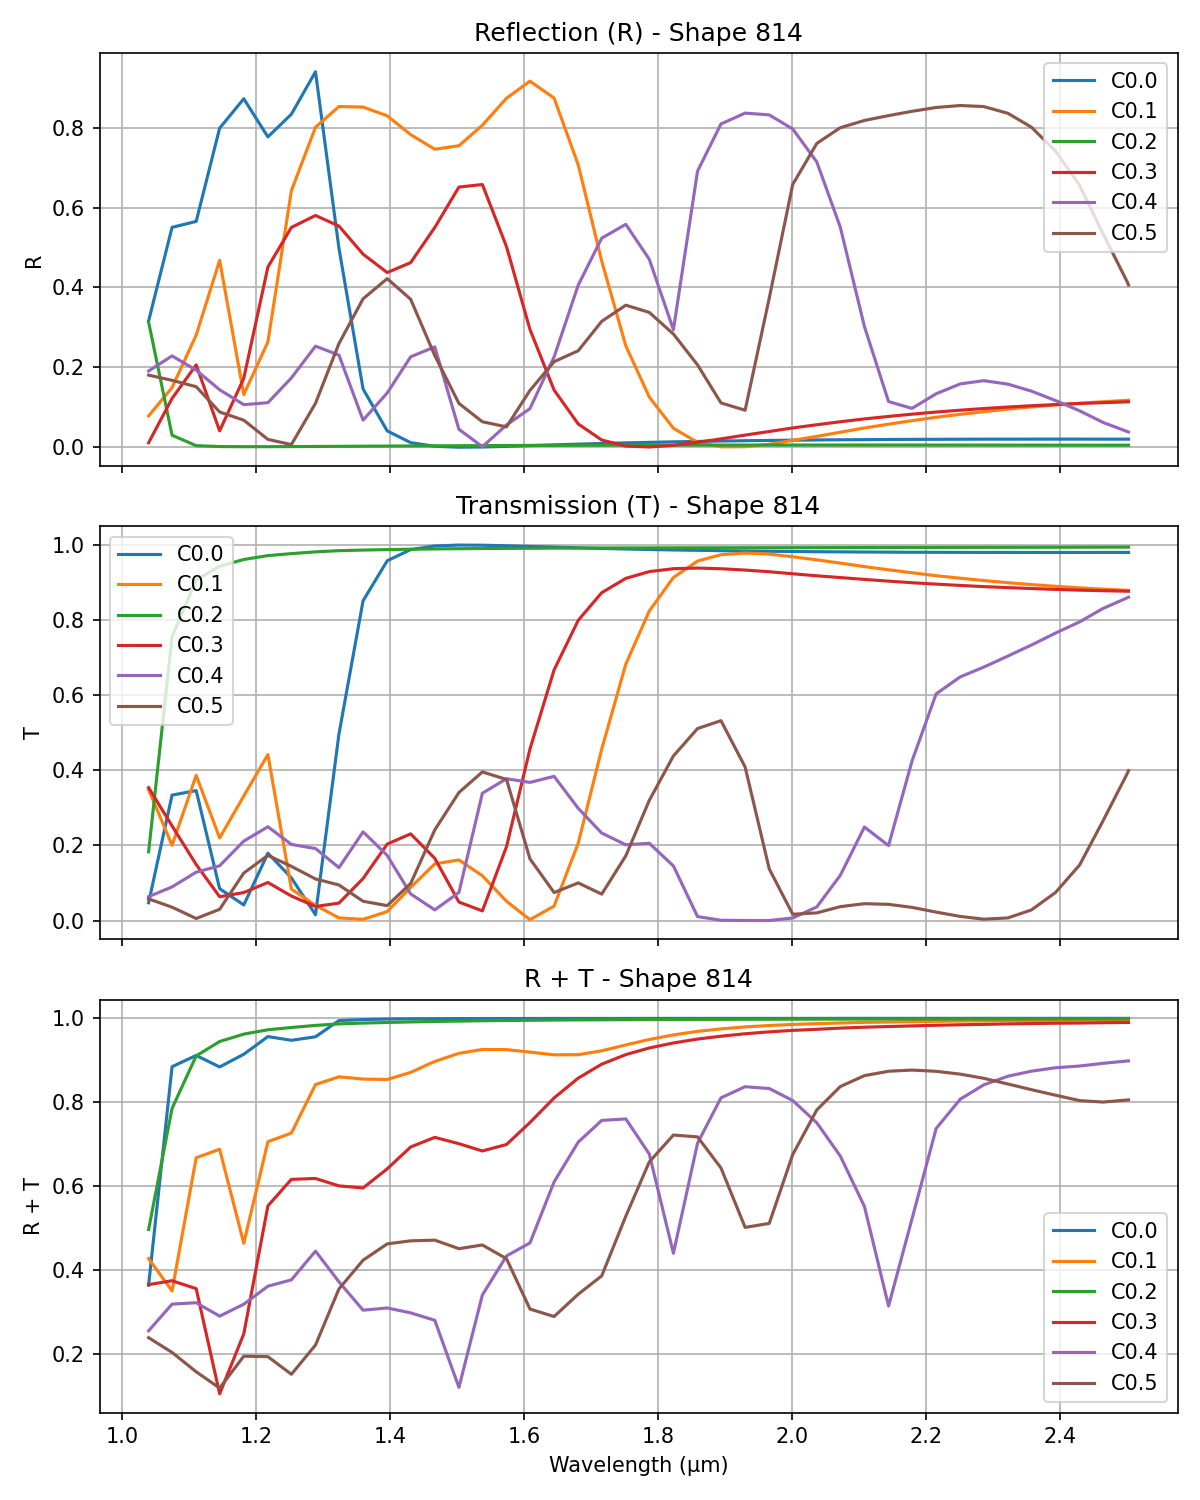 Reflection (R) - Shape 814
R
0.8
0.6
0.4
0.2
0.0
C0.0
C0.1
C0.2
C0.3
C0.4
C0.5
Transmission (T) - Shape 814
T
1.0
0.8
0.6
0.4
0.2
0.0
C0.0
C0.1
C0.2
C0.3
C0.4
C0.5
R + T - Shape 814
R + T
1.0
0.8
0.6
0.4
0.2
C0.0
C0.1
C0.2
C0.3
C0.4
C0.5
1.0 1.2 1.4 1.6 1.8 2.0 2.2 2.4
Wavelength (μm)